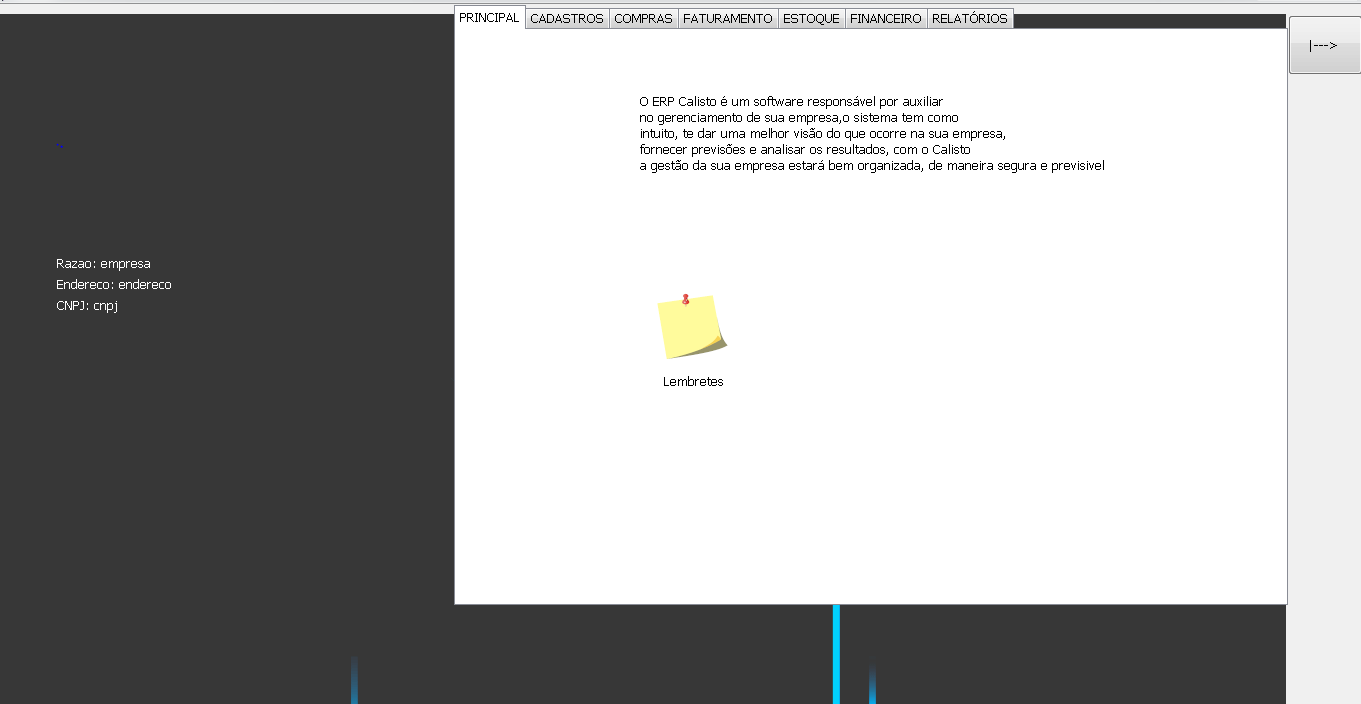 PRINCIPAL CADASTROS COMPRAS FATURAMENTO ESTOQUE FINANCEIRO RELATÓRIOS
|--->
O ERP Calisto é um software responsável por auxiliar
no gerenciamento de sua empresa,o sistema tem como
intuito, te dar uma melhor visão do que ocorre na sua empresa,
fornecer previsões e analisar os resultados, com o Calisto
a gestão da sua empresa estará bem organizada, de maneira segura e previsivel
Razao: empresa
Endereco: endereco
CNPJ: cnpj
Lembretes